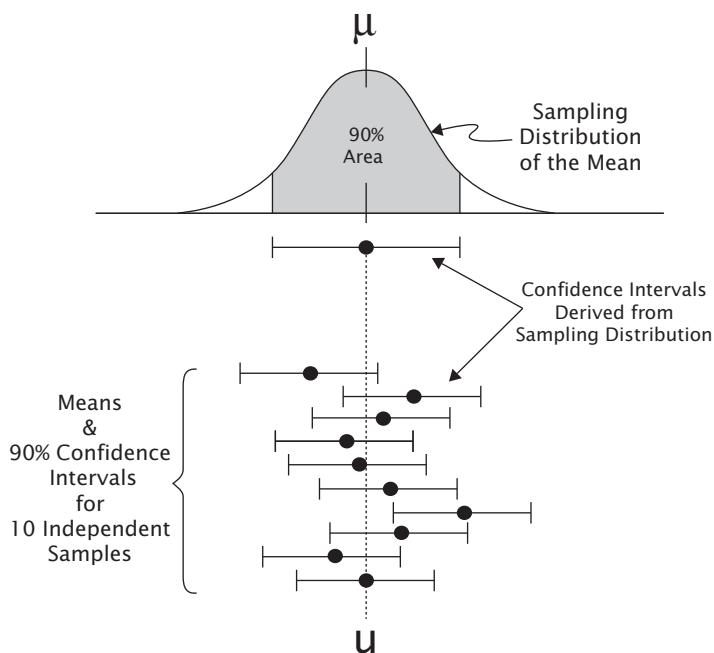 μ
Sampling
Distribution
of the Mean
90%
Area
Confidence Intervals
Derived from
Sampling Distribution
Means
&
90% Confidence
Intervals
for
10 Independent
Samples
μ